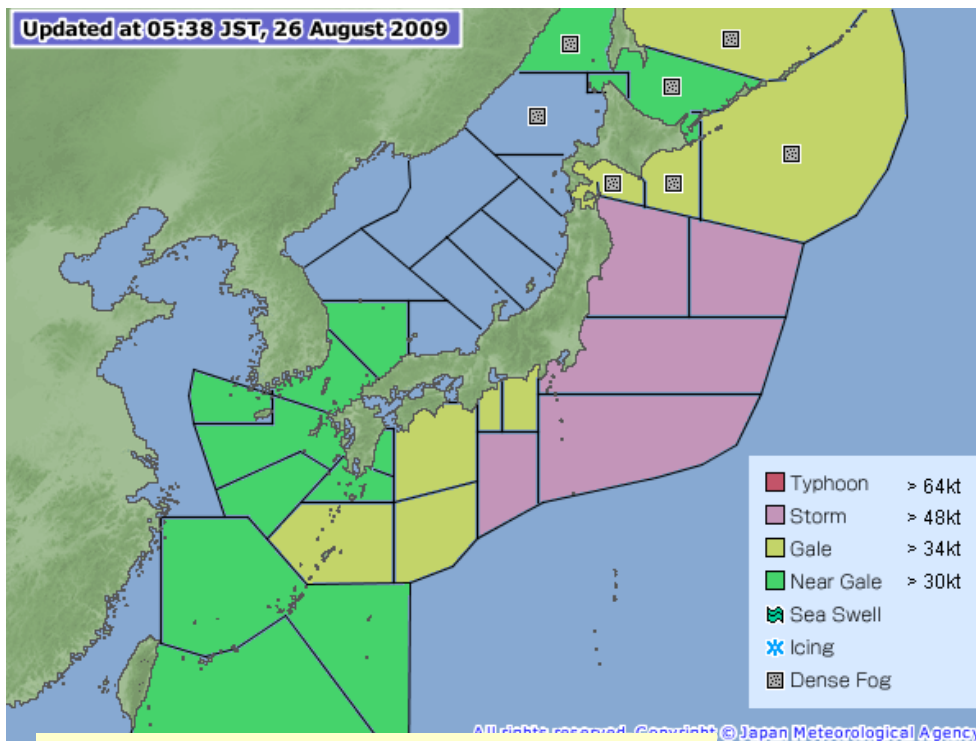 Updated at 05:38 JST, 26 August 2009
Typhoon > 64kt
Storm > 48kt
Gale > 34kt
Near Gale > 30kt
Sea Swell
Icing
Dense Fog
All rights reserved. Copyright © Japan Meteorological Agency